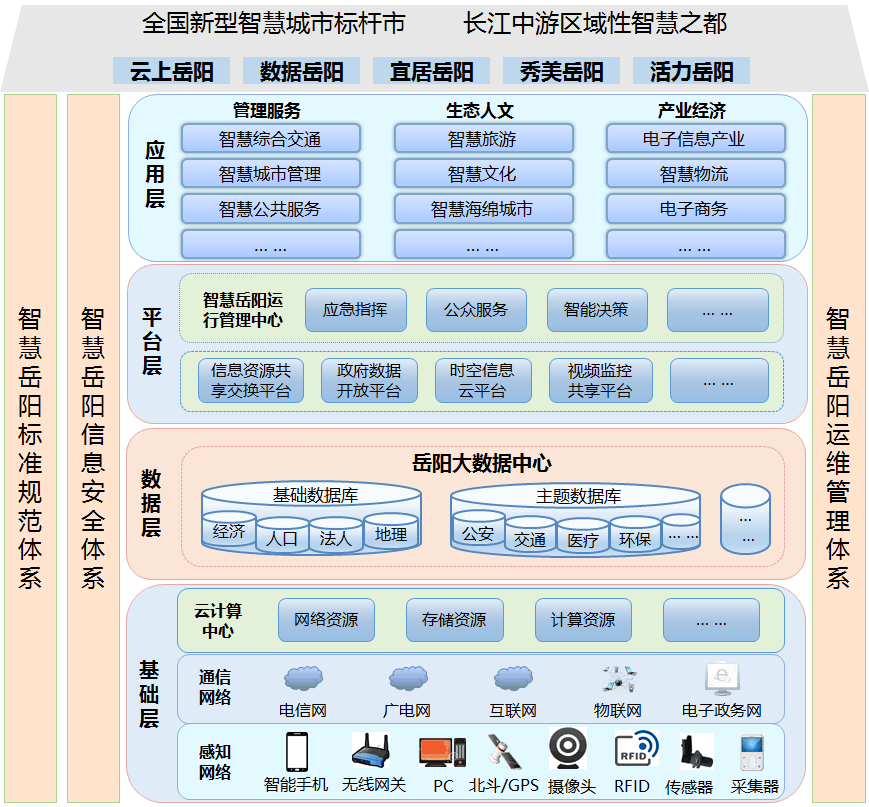 全国新型智慧城市标杆市 长江中游区域性智慧之都
云上岳阳 数据岳阳 宜居岳阳 秀美岳阳 活力岳阳
智慧岳阳标准规范体系
智慧岳阳信息安全体系
应用层
管理服务 生态人文 产业经济
智慧综合交通 智慧旅游 电子信息产业
智慧城市管理 智慧文化 智慧物流
智慧公共服务 智慧海绵城市 电子商务
... ... ... ... ... ...
平台层
智慧岳阳运
行管理中心
应急指挥 公众服务 智能决策 ... ...
信息资源共
享交换平台
政府数据
开放平台
时空信息
云平台
视频监控
共享平台
... ...
数据层
岳阳大数据中心
基础数据库
经济 人口 法人 地理
主题数据库
公安 交通 医疗 环保 ... ...
...
...
基础层
云计算
中心
网络资源 存储资源 计算资源 ... ...
通信
网络
电信网 广电网 互联网 物联网 电子政务网
感知
网络
RFID
智能手机 无线网关 PC 北斗/GPS 摄像头 RFID 传感器 采集器
智慧岳阳运维管理体系